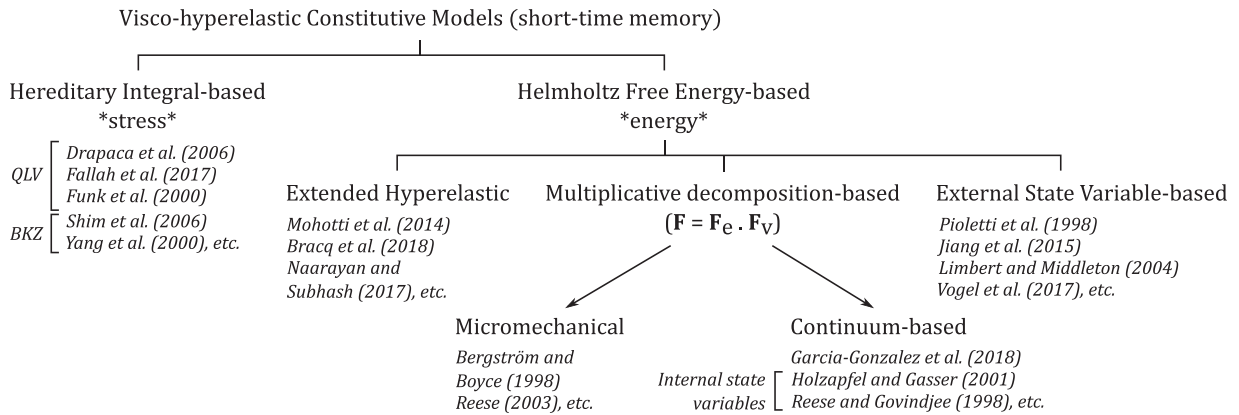 Visco-hyperelastic Constitutive Models (short-time memory)
Hereditary Integral-based
*stress*
QLV
Drapaca et al. (2006)
Fallah et al. (2017)
Funk et al. (2000)
BKZ
Shim et al. (2006)
Yang et al. (2000), etc.
Helmholtz Free Energy-based
*energy*
Extended Hyperelastic
Mohotti et al. (2014)
Bracq et al. (2018)
Naarayan and
Subhash (2017), etc.
Multiplicative decomposition-based
(F = Fe . Fv)
External State Variable-based
Pioletti et al. (1998)
Jiang et al. (2015)
Limbert and Middleton (2004)
Vogel et al. (2017), etc.
Micromechanical
Bergström and
Boyce (1998)
Reese (2003), etc.
Continuum-based
Garcia-Gonzalez et al. (2018)
Internal state
variables
Holzapfel and Gasser (2001)
Reese and Govindjee (1998), etc.